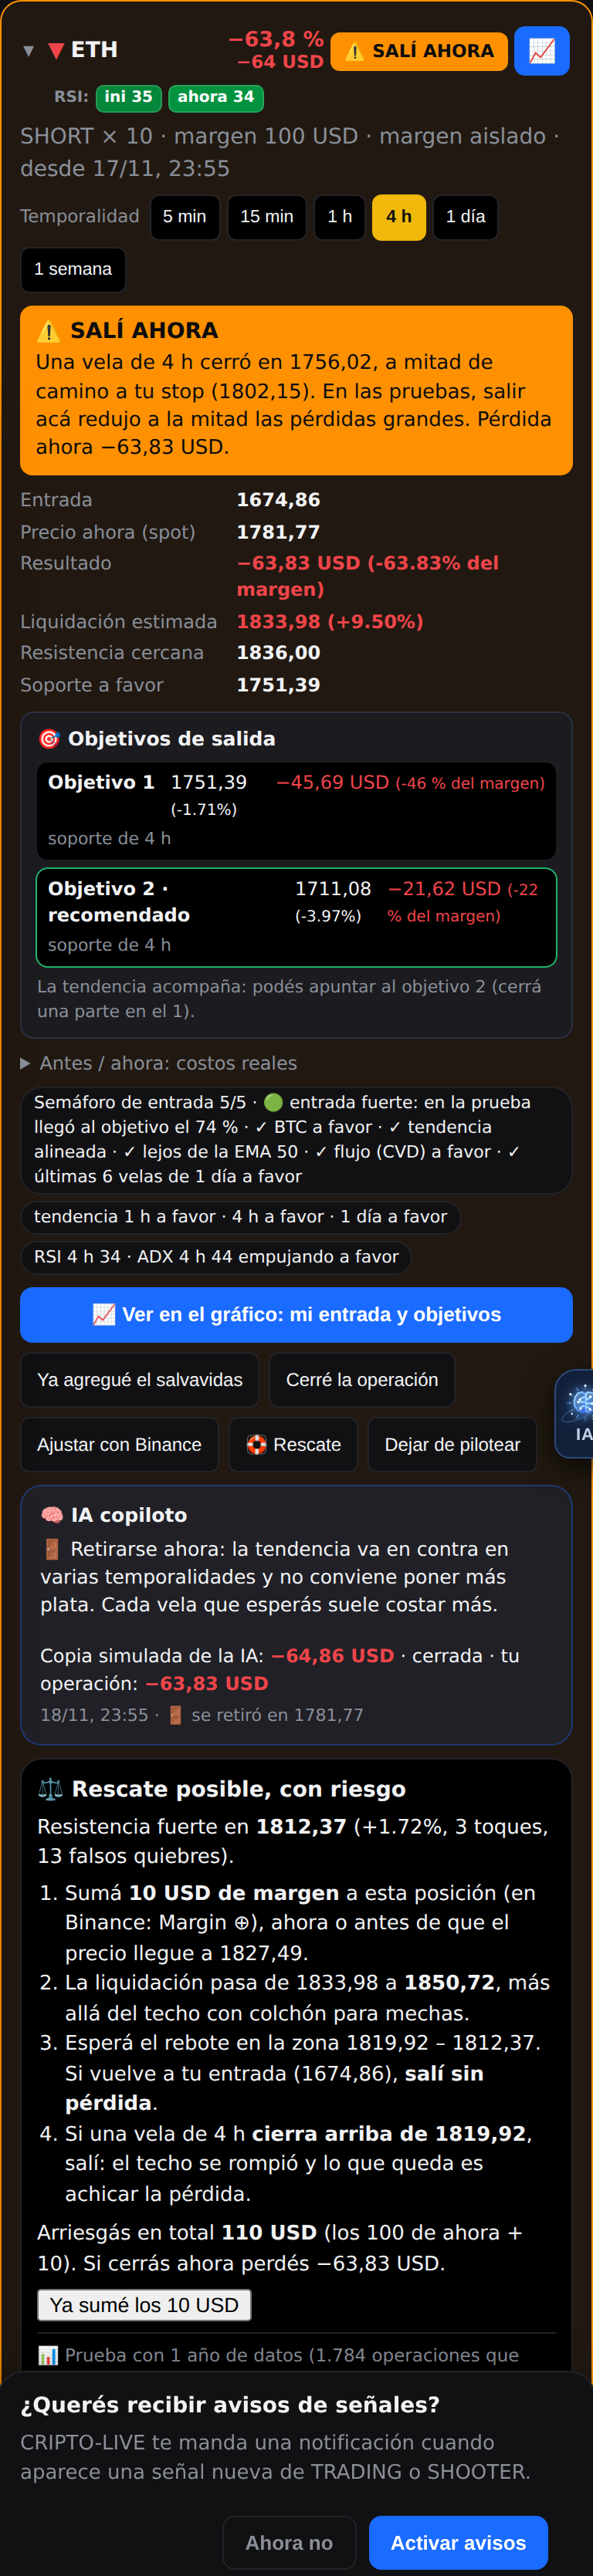 ▼ ▼ ETH −63,8 % ⚠️ SALÍ AHORA
−64 USD
RSI: ini 35 ahora 34
SHORT × 10 · margen 100 USD · margen aislado ·
desde 17/11, 23:55
Temporalidad 5 min 15 min 1 h 4 h 1 día
1 semana
⚠️ SALÍ AHORA
Una vela de 4 h cerró en 1756,02, a mitad de
camino a tu stop (1802,15). En las pruebas, salir
acá redujo a la mitad las pérdidas grandes. Pérdida
ahora −63,83 USD.
Entrada 1674,86
Precio ahora (spot) 1781,77
Resultado −63,83 USD (-63.83% del
margen)
Liquidación estimada 1833,98 (+9.50%)
Resistencia cercana 1836,00
Soporte a favor 1751,39
🎯 Objetivos de salida
Objetivo 1 1751,39 −45,69 USD (-46 % del margen)
(-1.71%)
soporte de 4 h
Objetivo 2 · 1711,08 −21,62 USD (-22
recomendado (-3.97%) % del margen)
soporte de 4 h
La tendencia acompaña: podés apuntar al objetivo 2 (cerrá
una parte en el 1).
▶ Antes / ahora: costos reales
Semáforo de entrada 5/5 · 🟢 entrada fuerte: en la prueba
llegó al objetivo el 74 % · ✓ BTC a favor · ✓ tendencia
alineada · ✓ lejos de la EMA 50 · ✓ flujo (CVD) a favor · ✓
últimas 6 velas de 1 día a favor
tendencia 1 h a favor · 4 h a favor · 1 día a favor
RSI 4 h 34 · ADX 4 h 44 empujando a favor
📈 Ver en el gráfico: mi entrada y objetivos
Ya agregué el salvavidas Cerré la operación
IA
Ajustar con Binance 🛟 Rescate Dejar de pilotear
🧠 IA copiloto
🚪 Retirarse ahora: la tendencia va en contra en
varias temporalidades y no conviene poner más
plata. Cada vela que esperás suele costar más.
Copia simulada de la IA: −64,86 USD · cerrada · tu
operación: −63,83 USD
18/11, 23:55 · 🚪 se retiró en 1781,77
⚖️ Rescate posible, con riesgo
Resistencia fuerte en 1812,37 (+1.72%, 3 toques,
13 falsos quiebres).
1. Sumá 10 USD de margen a esta posición (en
Binance: Margin ⊕), ahora o antes de que el
precio llegue a 1827,49.
2. La liquidación pasa de 1833,98 a 1850,72, más
allá del techo con colchón para mechas.
3. Esperá el rebote en la zona 1819,92 – 1812,37.
Si vuelve a tu entrada (1674,86), salí sin
pérdida.
4. Si una vela de 4 h cierra arriba de 1819,92,
salí: el techo se rompió y lo que queda es
achicar la pérdida.
Arriesgás en total 110 USD (los 100 de ahora +
10). Si cerrás ahora perdés −63,83 USD.
Ya sumé los 10 USD
📊 Prueba con 1 año de datos (1.784 operaciones que
¿Querés recibir avisos de señales?
CRIPTO-LIVE te manda una notificación cuando
aparece una señal nueva de TRADING o SHOOTER.
Ahora no Activar avisos